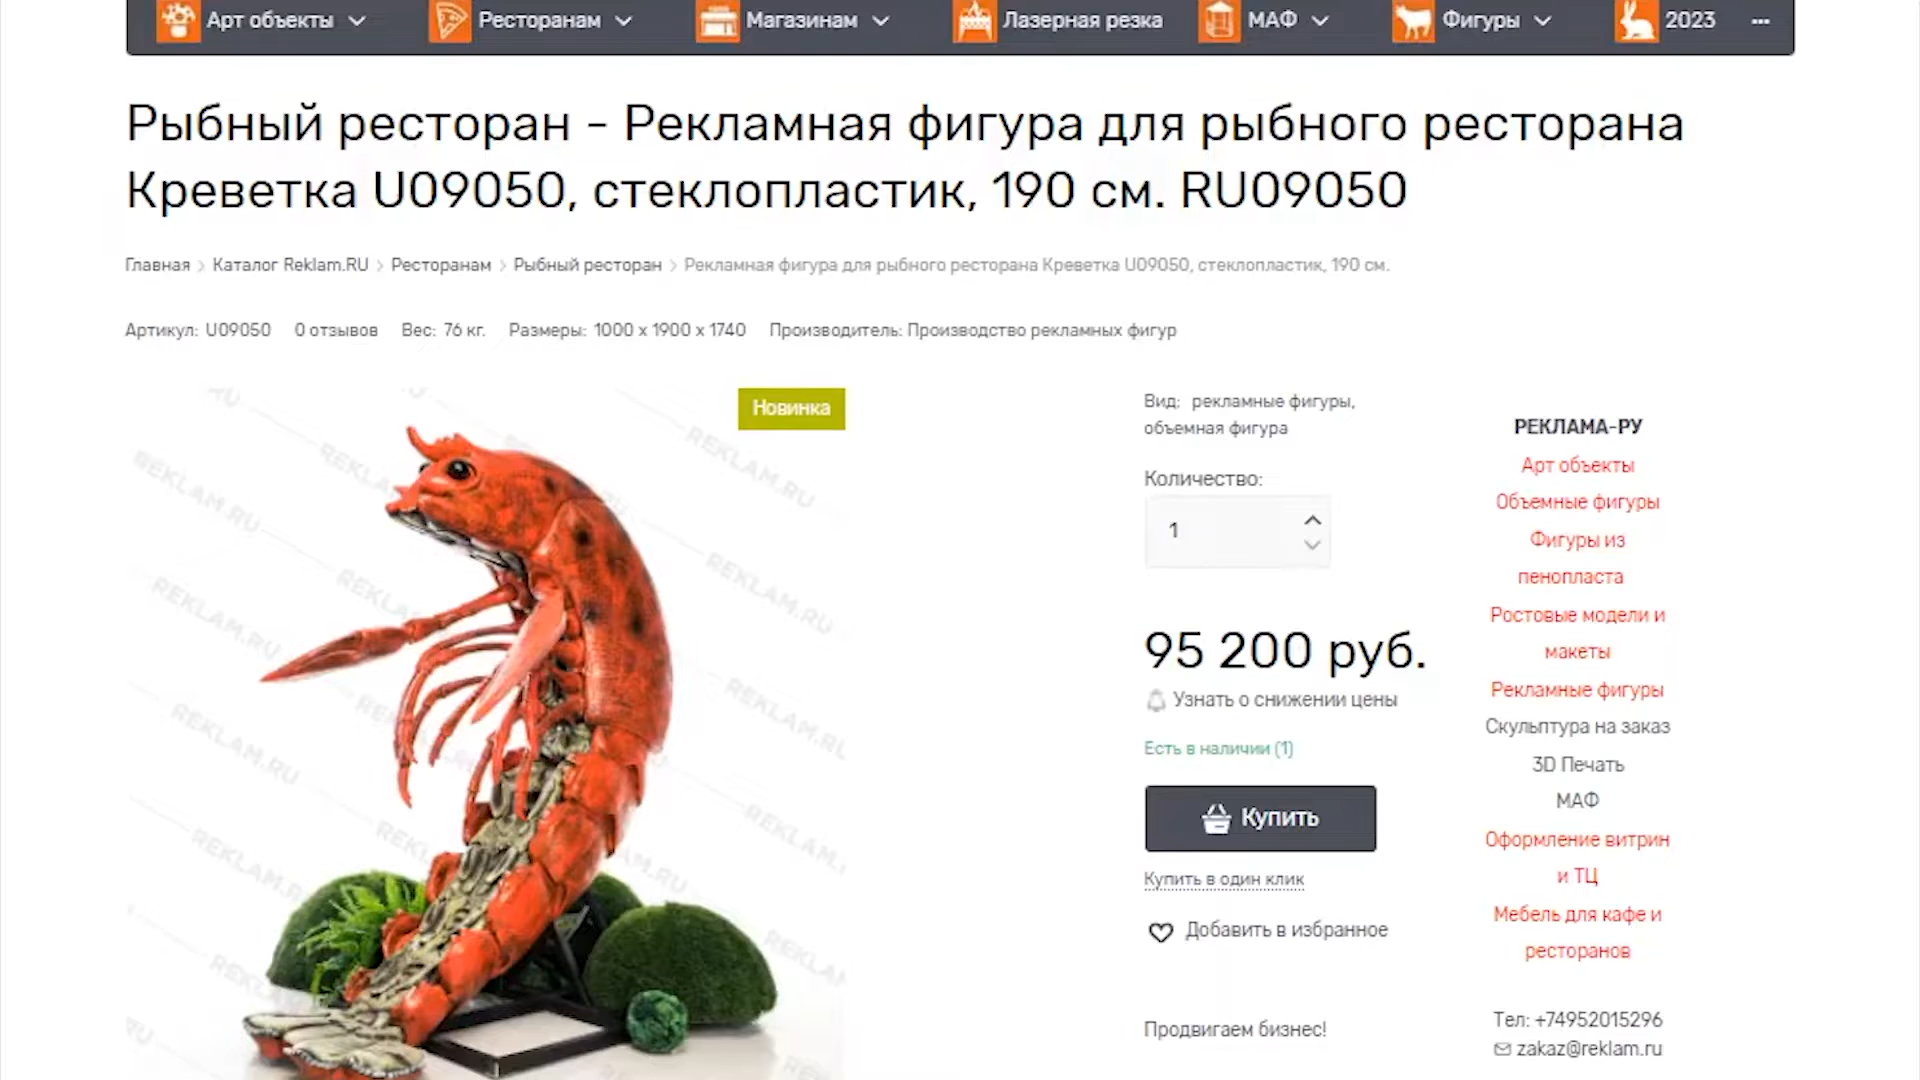 Арт объекты
Ресторанам
Магазинам
Лазерная резка
МАФ
Фигуры
2023
Рыбный ресторан - Рекламная фигура для рыбного ресторана
Креветка U09050, стеклопластик, 190 см. RU09050
Главная > Каталог Reklam.RU > Ресторанам > Рыбный ресторан > Рекламная фигура для рыбного ресторана Креветка U09050, стеклопластик, 190 см.
Артикул: U09050 0 отзывов Вес: 76 кг. Размеры: 1000 x 1900 x 1740 Производитель: Производство рекламных фигур
Новинка
REKLAM.RU
Вид: рекламные фигуры,
объемная фигура
Количество:
1
95 200 руб.
Узнать о снижении цены
Есть в наличии (1)
Купить
Купить в один клик
Добавить в избранное
Продвигаем бизнес!
РЕКЛАМА-РУ
Арт объекты
Объемные фигуры
Фигуры из
пенопласта
Ростовые модели и
макеты
Рекламные фигуры
Скульптура на заказ
3D Печать
МАФ
Оформление витрин
и ТЦ
Мебель для кафе и
ресторанов
Тел: +74952015296
zakaz@reklam.ru